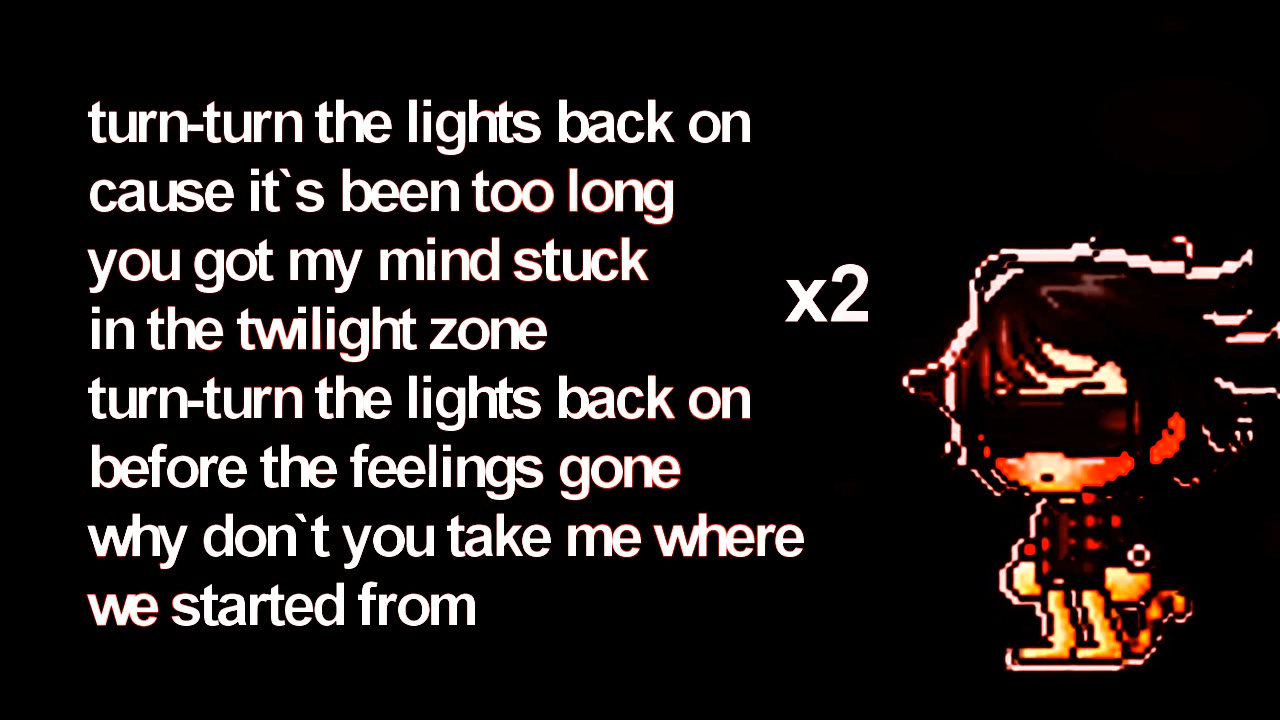 turn-turn the lights back on
cause it`s been too long
you got my mind stuck
in the twilight zone
x2
turn-turn the lights back on
before the feelings gone
why don`t you take me where
we started from